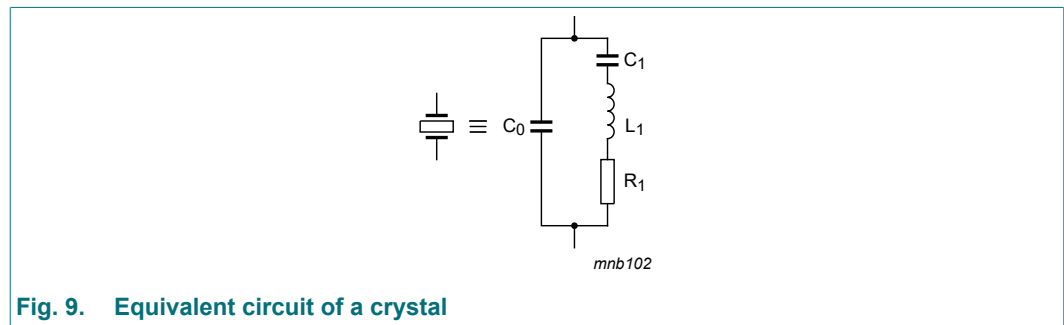 C1
C0
L1
R1
mnb102
Fig. 9. Equivalent circuit of a crystal